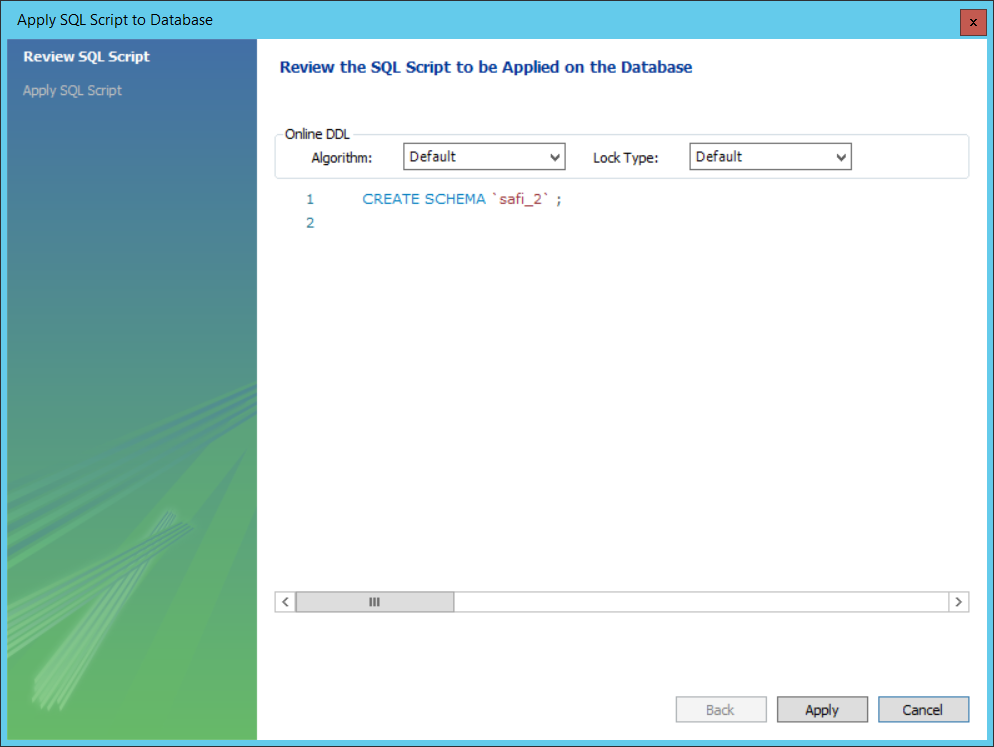 Apply SQL Script to Database
x
Review SQL Script
Apply SQL Script
Review the SQL Script to be Applied on the Database
Online DDL
Algorithm: Default Lock Type: Default
1 CREATE SCHEMA `safi_2` ;
2
Back Apply Cancel